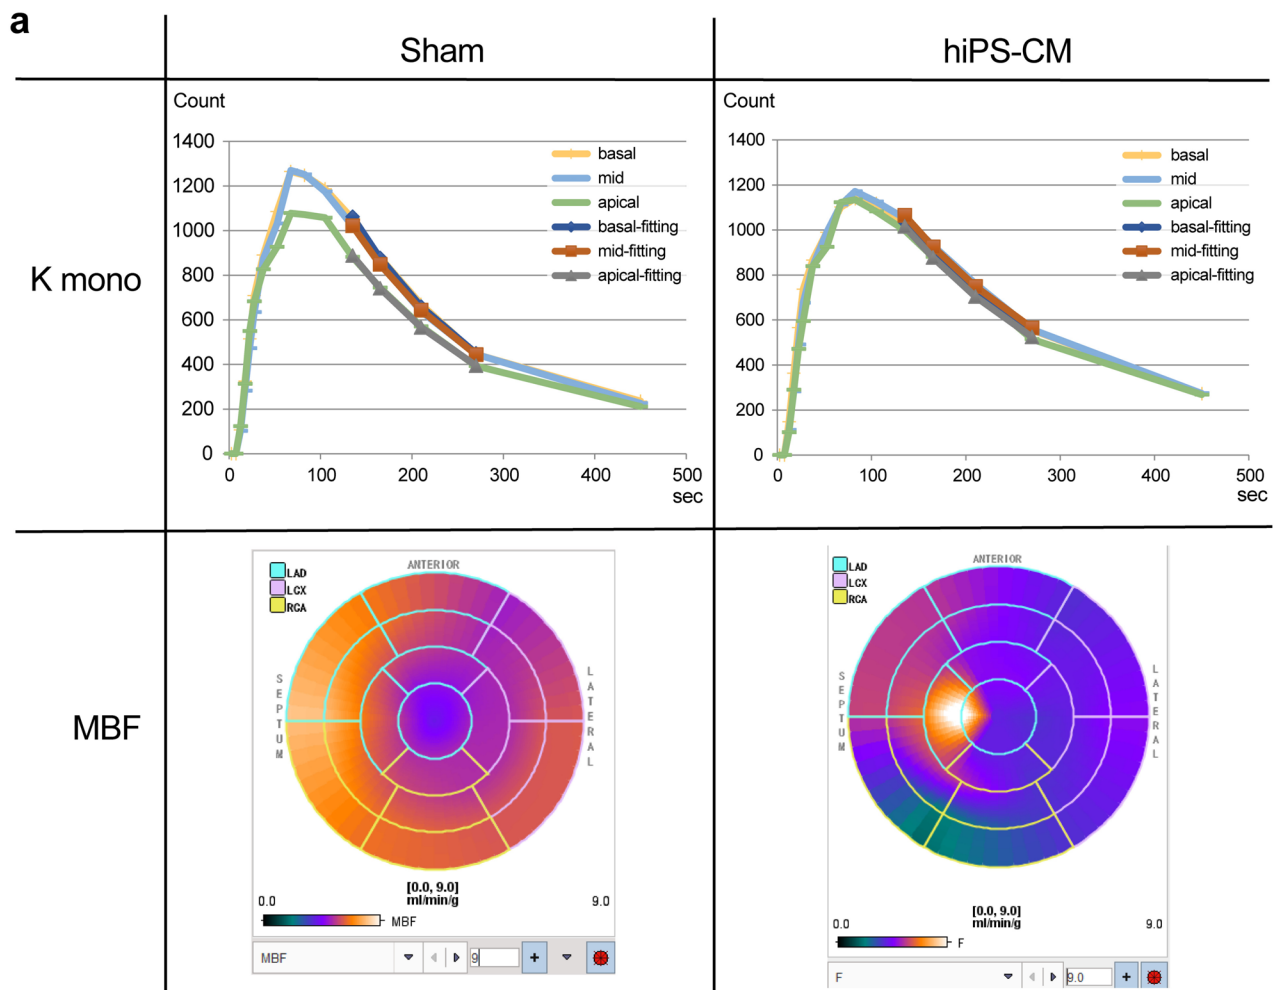 a
Sham
hiPS-CM
K mono
Count
1400
1200
1000
800
600
400
200
0
0 100 200 300 400 500
sec
basal
mid
apical
basal-fitting
mid-fitting
apical-fitting
Count
1400
1200
1000
800
600
400
200
0
0 100 200 300 400 500
sec
basal
mid
apical
basal-fitting
mid-fitting
apical-fitting
MBF
LAD
LCX
RCA
ANTERIOR
SEPTUM
LATERAL
[0.0, 9.0]
ml/min/g
0.0 9.0
MBF
MBF 9 +
LAD
LCX
RCA
ANTERIOR
SEPTUM
LATERAL
[0.0, 9.0]
ml/min/g
0.0 9.0
F
F 9.0 +